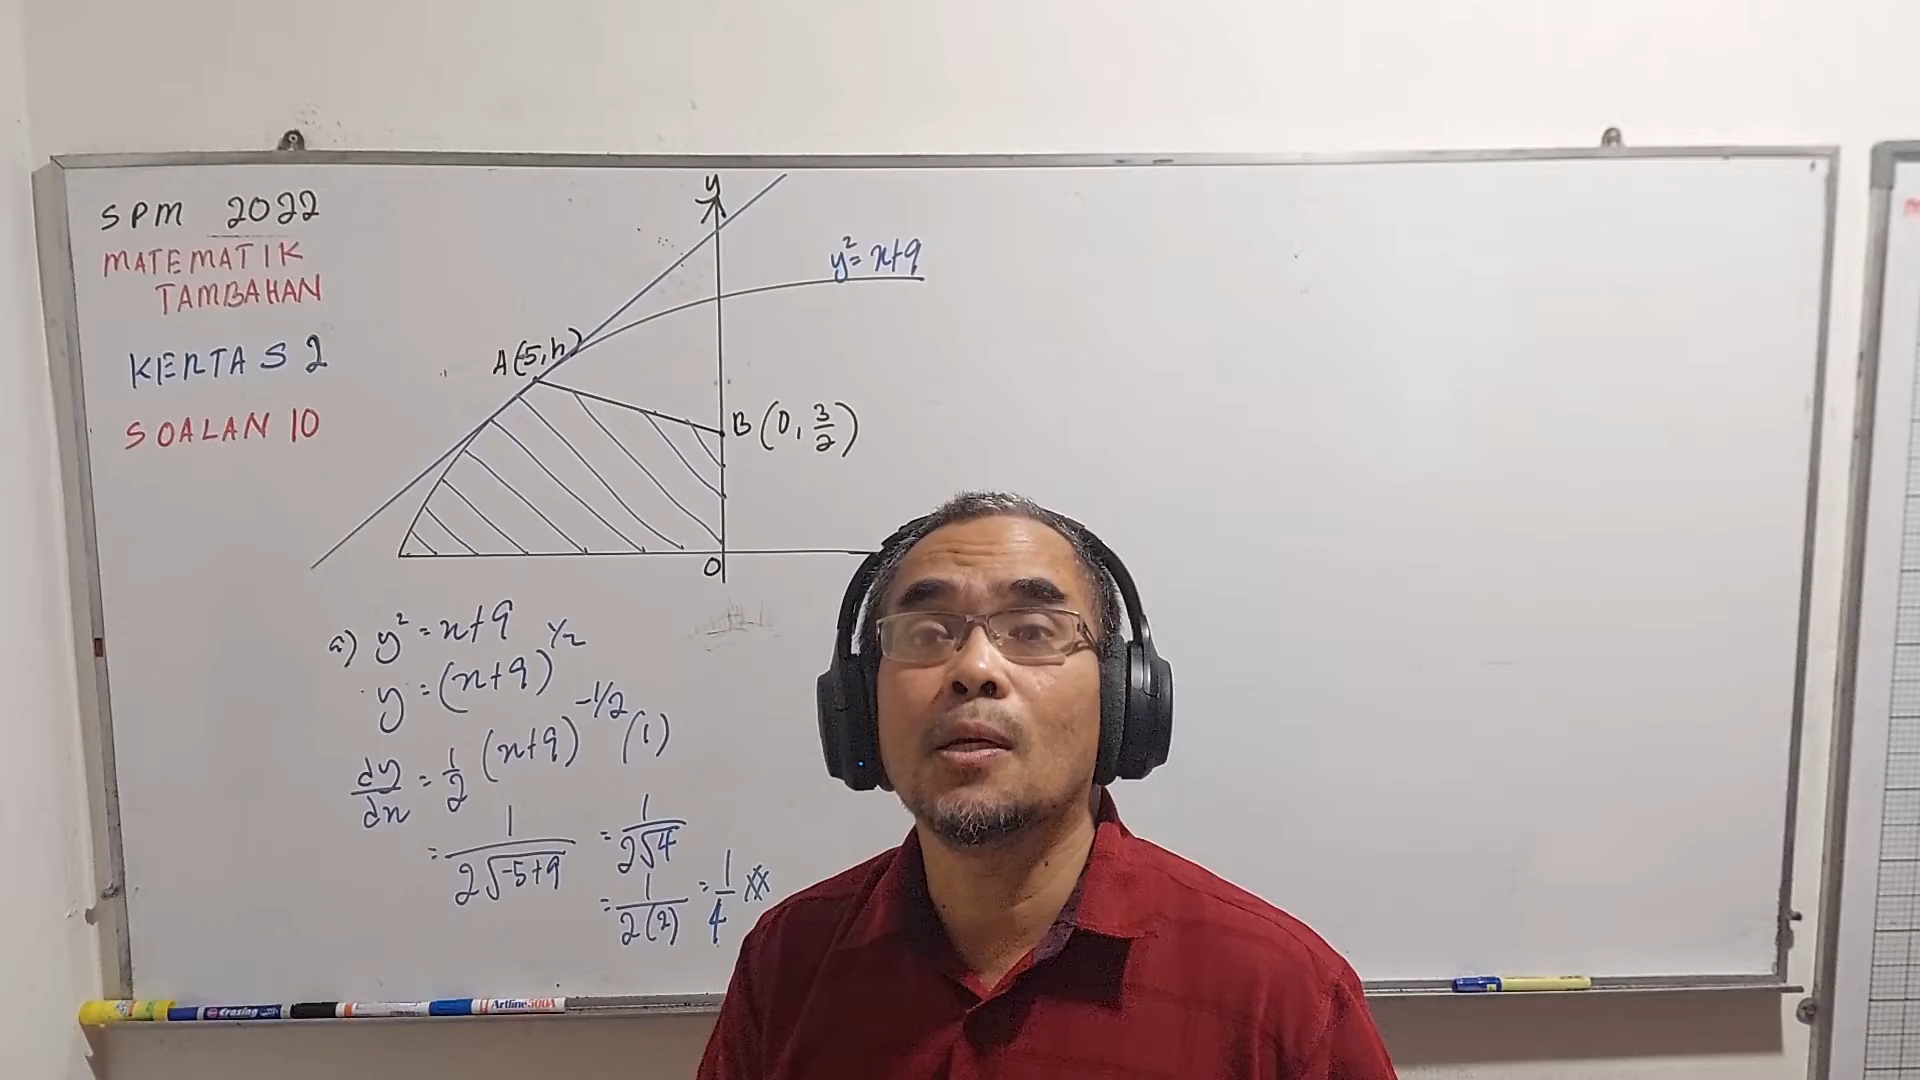 SPM 2022
MATEMATIK
TAMBAHAN
KERTAS 2
SOALAN 10
y
y² = x+9
A(-5, h)
B (0, 3/2)
O
a) y² = x+9
y = (x+9)^1/2
dy/dx = 1/2 (x+9)^-1/2 (1)
= 1/(2√-5+9) = 1/(2√4)
= 1/(2(2)) = 1/4
Artline 500A